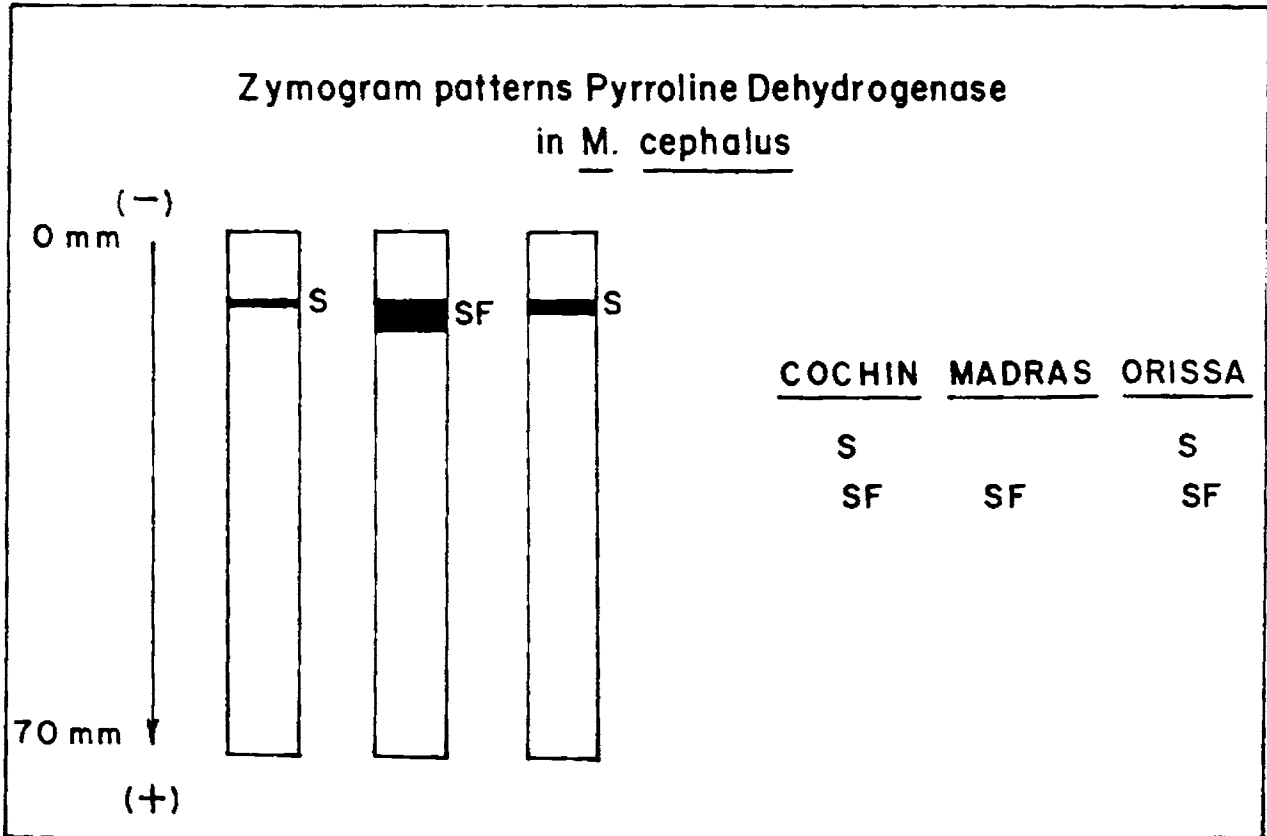 Zymogram patterns Pyrroline Dehydrogenase
in M. cephalus
(-)
0 mm
S
SF
S
COCHIN MADRAS ORISSA
S S
SF SF SF
70 mm
(+)